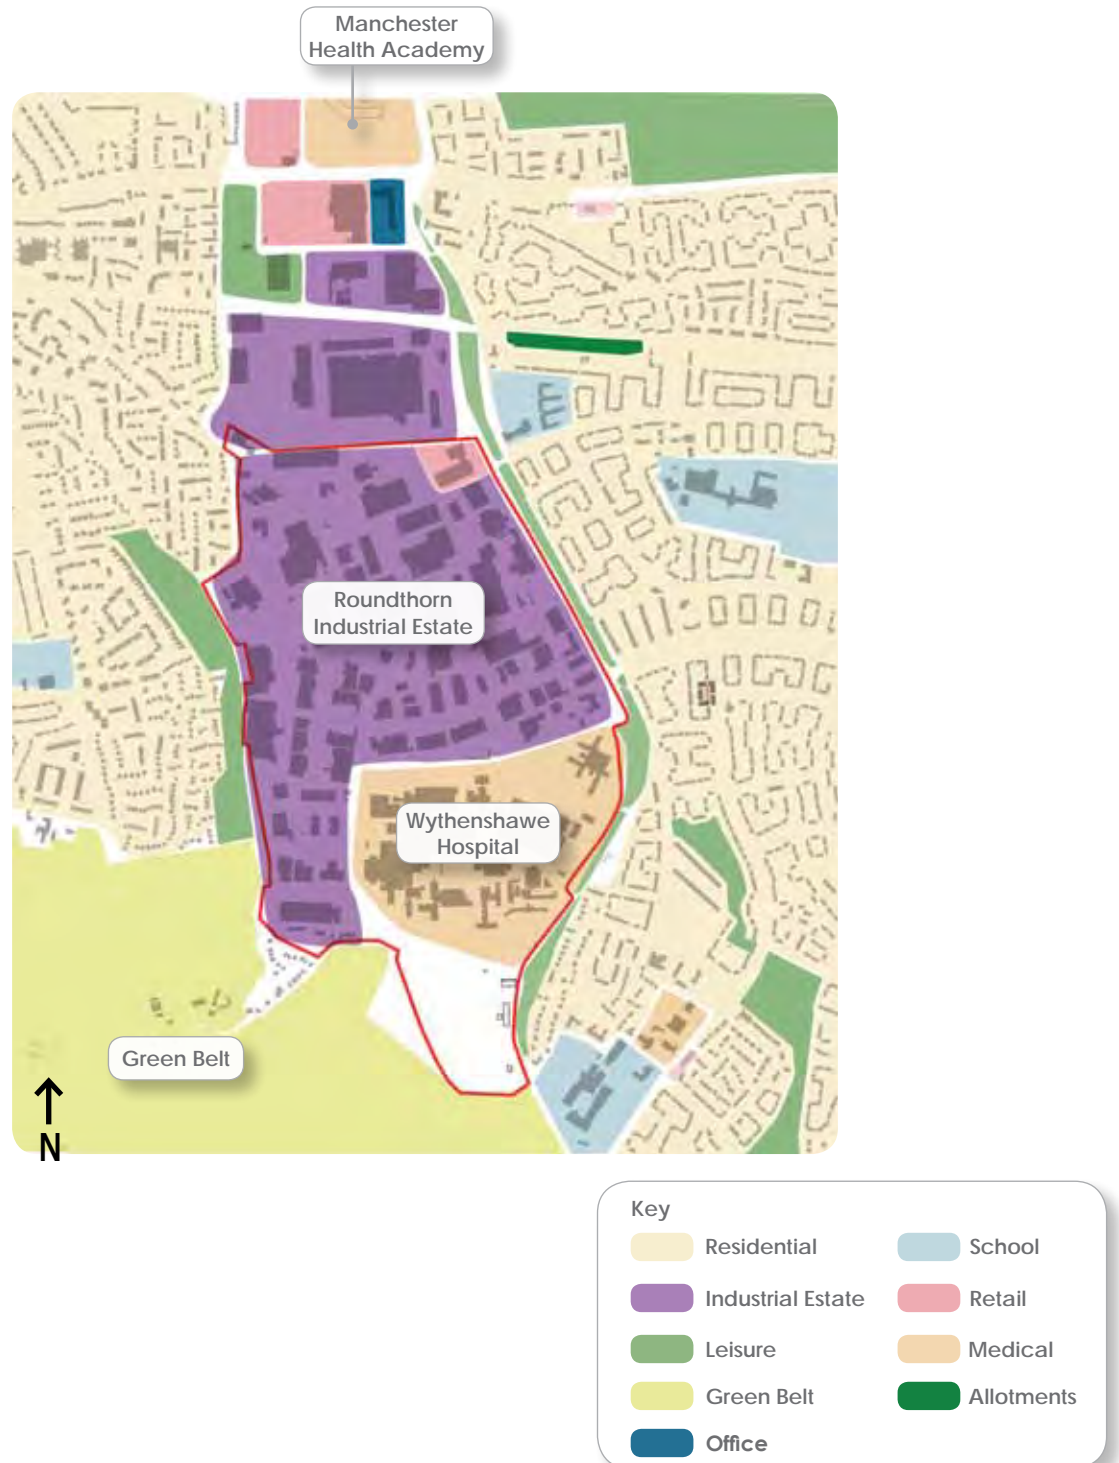 Manchester
Health Academy
Roundthorn
Industrial Estate
Wythenshawe
Hospital
Green Belt
N
Key
Residential
Industrial Estate
Leisure
Green Belt
Office
School
Retail
Medical
Allotments